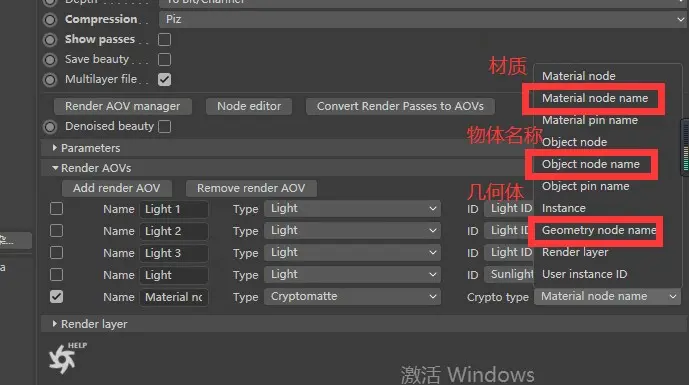 Depth . . . . 16 Bit/Channel
Compression . . Piz
Show passes . .
Save beauty . .
Multilayer file . .
Render AOV manager Node editor Convert Render Passes to AOVs
Denoised beauty
Parameters
Render AOVs
Add render AOV Remove render AOV
Name Light 1 Type Light ID Light ID
Name Light 2 Type Light ID Light ID
Name Light 3 Type Light ID Light ID
Name Light Type Light ID Sunlight
Name Material no Type Cryptomatte Crypto type Material node name
Render layer
HELP
材质
物体名称
几何体
Material node
Material node name
Material pin name
Object node
Object node name
Object pin name
Instance
Geometry node name
Render layer
User instance ID
激活 Windows